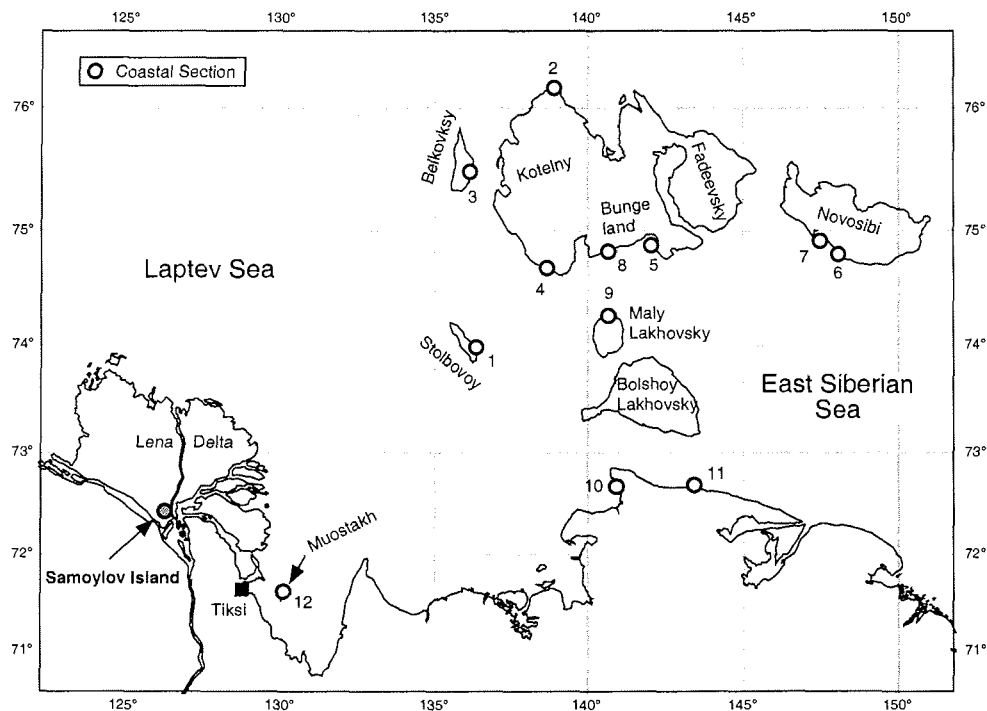 125° 130° 135° 140° 145° 150°
Coastal Section
2
76° 76°
Belkovksy
Kotelny
Fadeevsky
3
Bunge
land
Novosibi
75° 75°
7
6
8
5
4
Laptev Sea
9
Maly
Lakhovsky
74° 74°
Stolbovoy
1
Bolshoy
Lakhovsky
East Siberian
Sea
Lena Delta
73° 73°
10
11
Muostakh
72° 72°
Samoylov Island
Tiksi
12
71° 71°
125° 130° 135° 140° 145° 150°